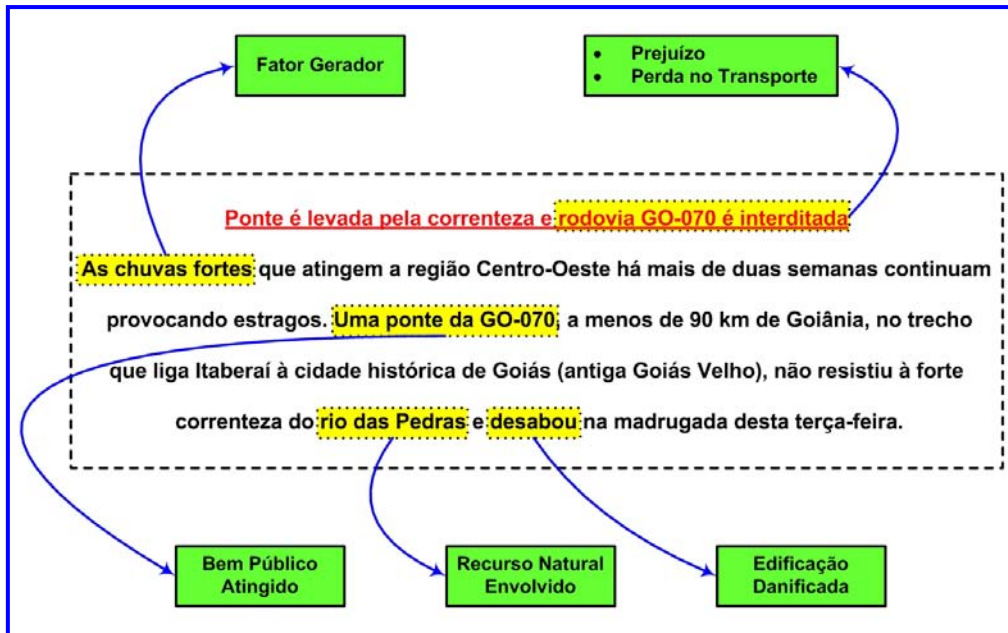 Fator Gerador
• Prejuízo
• Perda no Transporte
Ponte é levada pela correnteza e rodovia GO-070 é interditada
As chuvas fortes que atingem a região Centro-Oeste há mais de duas semanas continuam
provocando estragos. Uma ponte da GO-070, a menos de 90 km de Goiânia, no trecho
que liga Itaberaí à cidade histórica de Goiás (antiga Goiás Velho), não resistiu à forte
correnteza do rio das Pedras e desabou na madrugada desta terça-feira.
Bem Público
Atingido
Recurso Natural
Envolvido
Edificação
Danificada